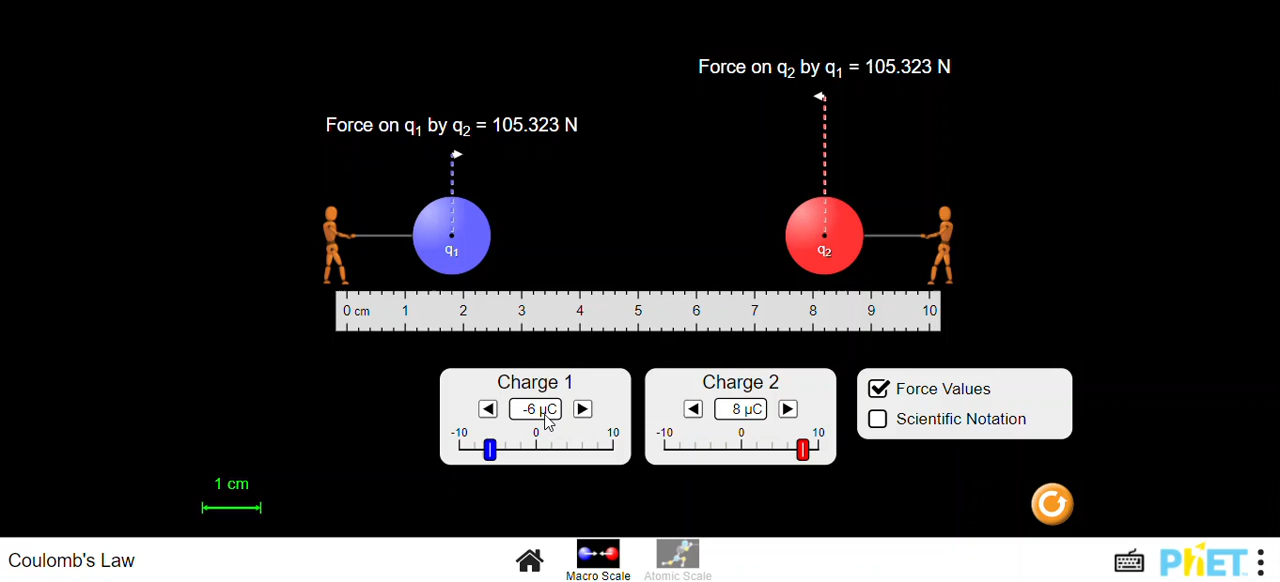 Force on q2 by q1 = 105.323 N
Force on q1 by q2 = 105.323 N
q1
q2
0 cm 1 2 3 4 5 6 7 8 9 10
Charge 1
-6 µC
-10 0 10
Charge 2
8 µC
-10 0 10
Force Values
Scientific Notation
1 cm
Coulomb's Law
Macro Scale
Atomic Scale
PhET